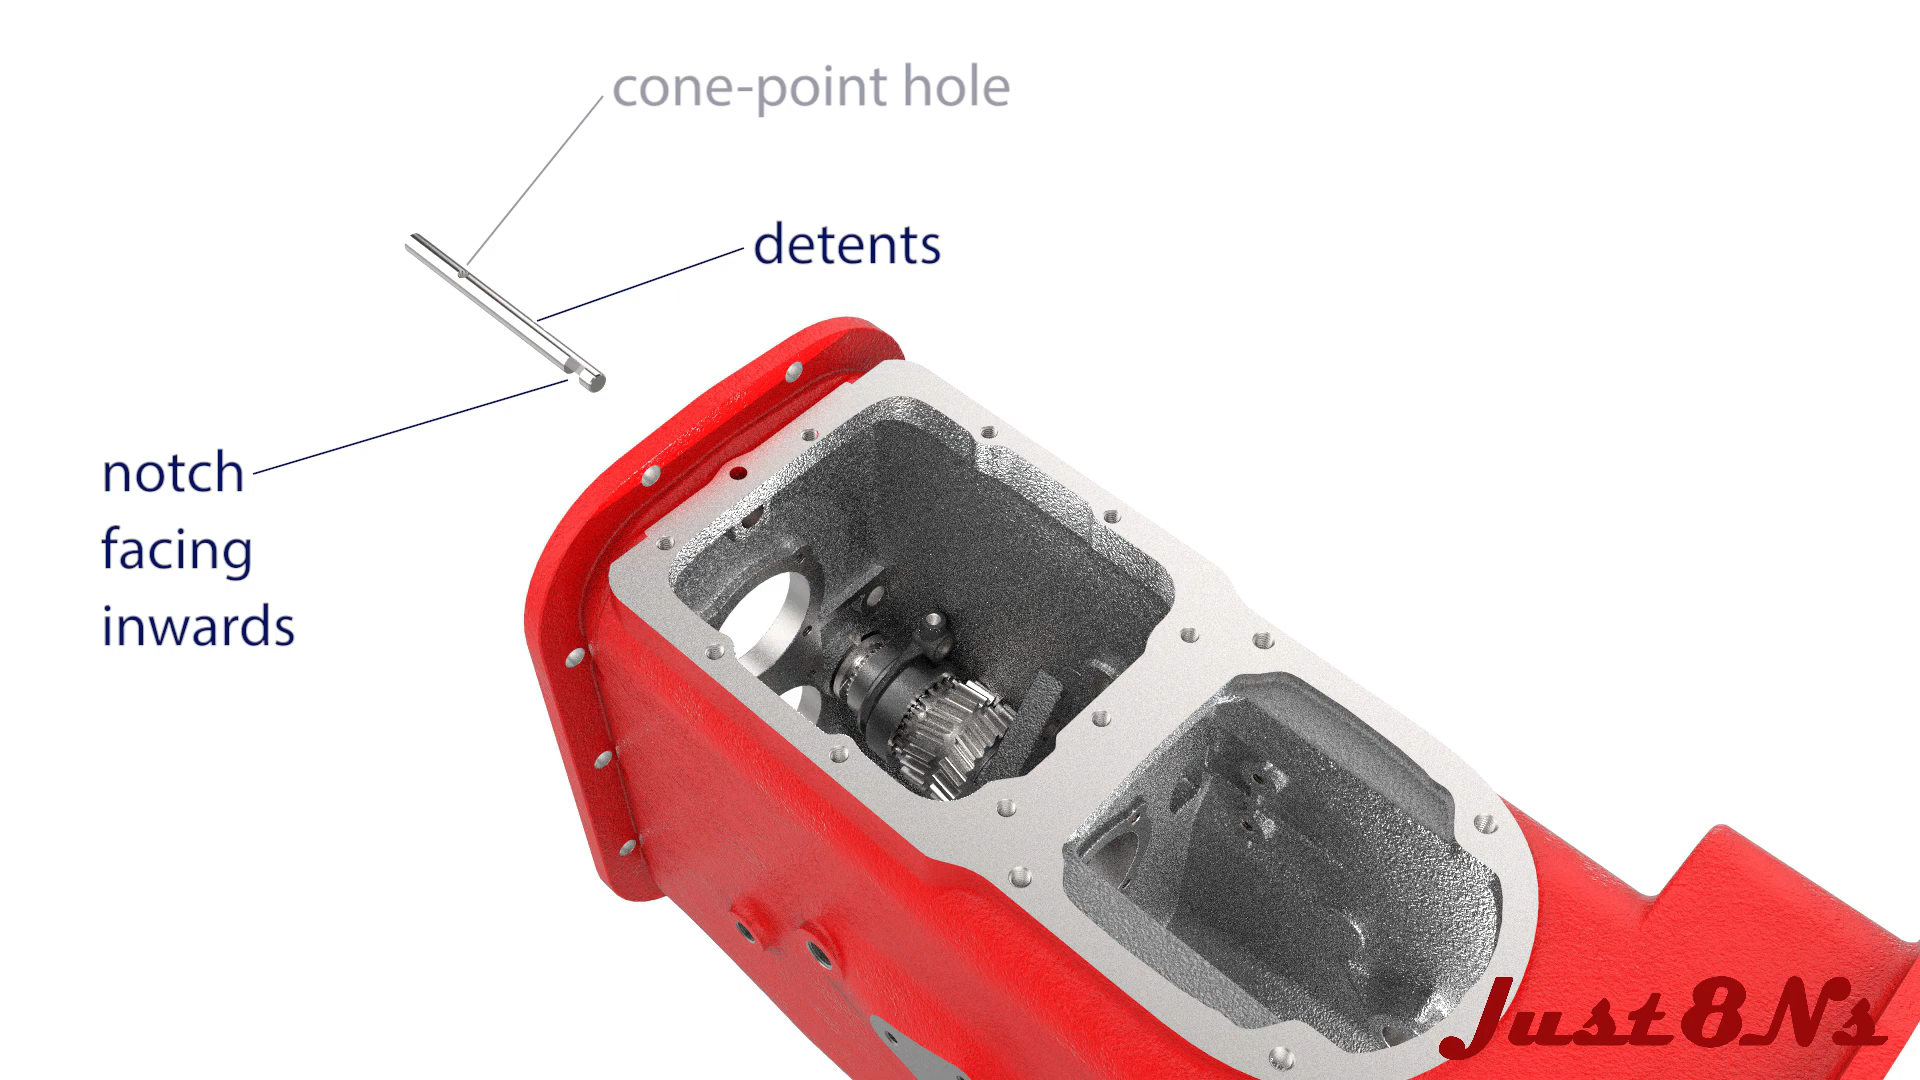 cone-point hole
detents
notch
facing
inwards
Just8Ns